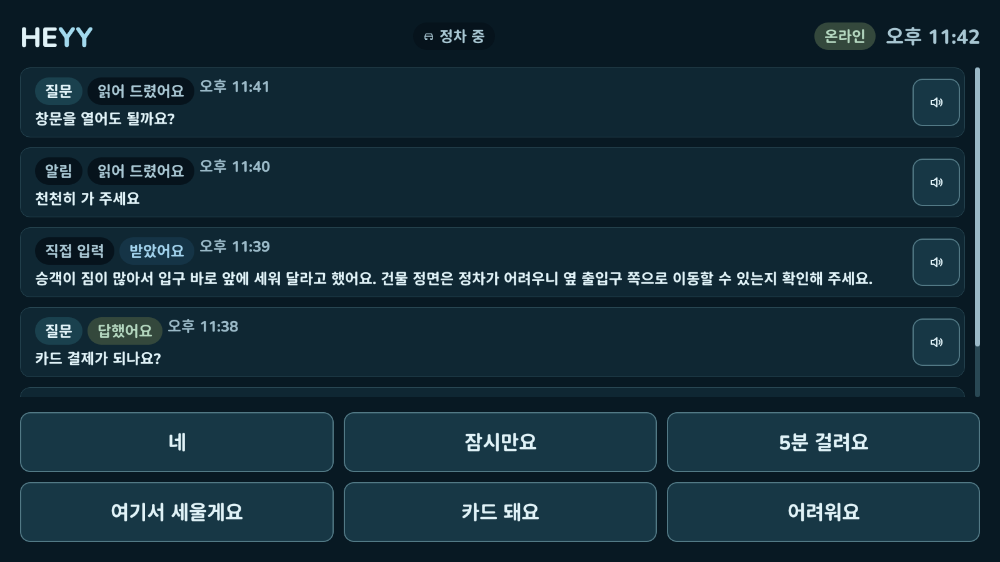 HEYY
정차 중
온라인 오후 11:42
질문 읽어 드렸어요 오후 11:41
창문을 열어도 될까요?
알림 읽어 드렸어요 오후 11:40
천천히 가 주세요
직접 입력 받았어요 오후 11:39
승객이 짐이 많아서 입구 바로 앞에 세워 달라고 했어요. 건물 정면은 정차가 어려우니 옆 출입구 쪽으로 이동할 수 있는지 확인해 주세요.
질문 답했어요 오후 11:38
카드 결제가 되나요?
네
잠시만요
5분 걸려요
여기서 세울게요
카드 돼요
어려워요